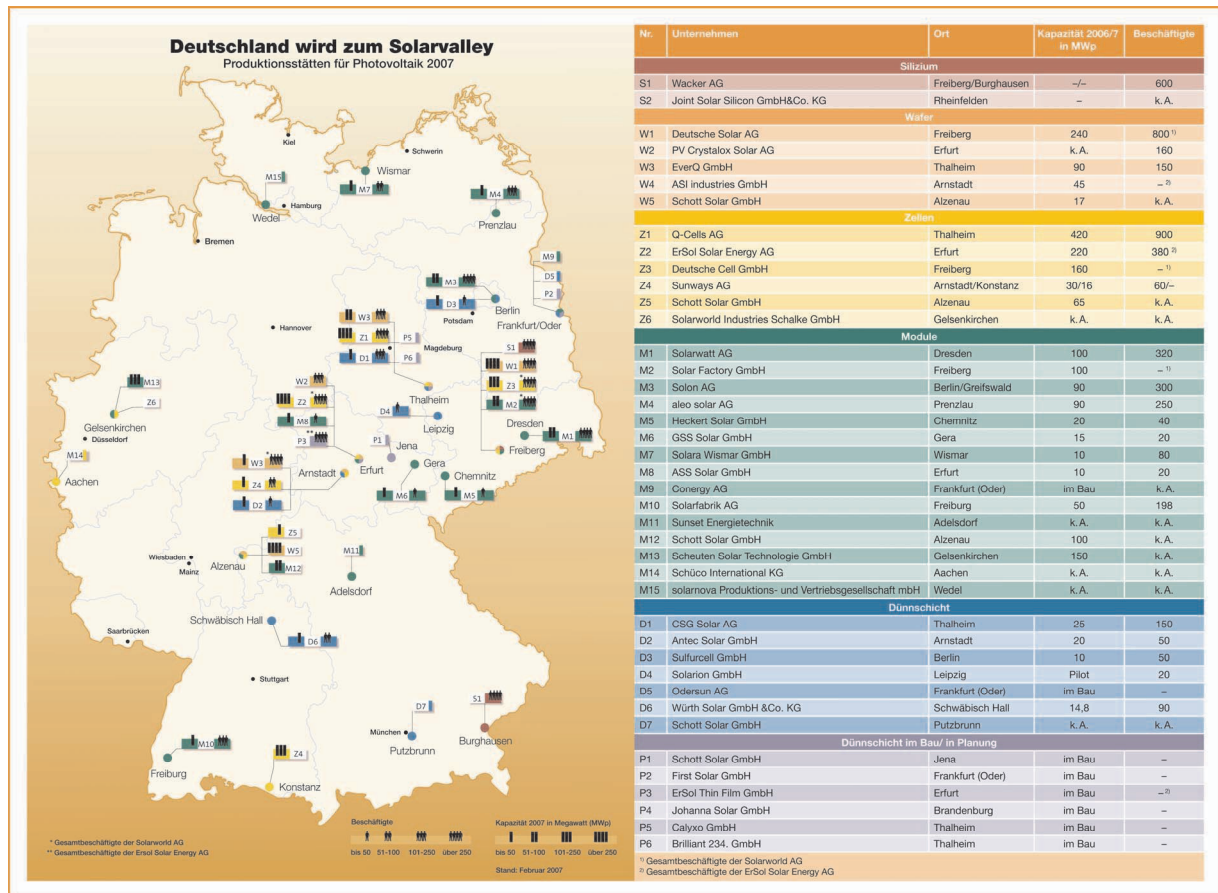 Deutschland wird zum Solarvalley
Produktionsstätten für Photovoltaik 2007
Kiel
Schwerin
Wismar
M7
M15
Hamburg
Wedel
M4
Prenzlau
Bremen
M9
D5
P2
M3
D3
Berlin
Potsdam
Frankfurt/Oder
Hannover
W3
Z1
P5
D1
P6
Magdeburg
S1
W1
Z3
M2
W2
Z2
M8
P3
Thalheim
D4
Leipzig
M13
Z6
Gelsenkirchen
Düsseldorf
Dresden
M1
P1
Jena
Freiberg
M14
Aachen
Erfurt
Gera
Chemnitz
W3
Arnstadt
Z4
D2
M6
M5
Z5
W5
M12
Wiesbaden
Mainz
Alzenau
M11
Adelsdorf
Schwäbisch Hall
D6
Saarbrücken
Stuttgart
S1
D7
München
Burghausen
Putzbrunn
M10
Freiburg
Z4
Konstanz
* Gesamtbeschäftigte der Solarworld AG
** Gesamtbeschäftigte der Ersol Solar Energy AG
Beschäftigte
bis 50 51-100 101-250 über 250
Kapazität 2007 in Megawatt (MWp)
bis 50 51-100 101-250 über 250
Stand: Februar 2007
Nr. Unternehmen Ort Kapazität 2006/7 in MWp Beschäftigte
Silizium
S1 Wacker AG Freiberg/Burghausen –/– 600
S2 Joint Solar Silicon GmbH&Co. KG Rheinfelden – k.A.
Wafer
W1 Deutsche Solar AG Freiberg 240 800 ¹⁾
W2 PV Crystalox Solar AG Erfurt k.A. 160
W3 EverQ GmbH Thalheim 90 150
W4 ASI industries GmbH Arnstadt 45 – ²⁾
W5 Schott Solar GmbH Alzenau 17 k.A.
Zellen
Z1 Q-Cells AG Thalheim 420 900
Z2 ErSol Solar Energy AG Erfurt 220 380 ²⁾
Z3 Deutsche Cell GmbH Freiberg 160 – ¹⁾
Z4 Sunways AG Arnstadt/Konstanz 30/16 60/–
Z5 Schott Solar GmbH Alzenau 65 k.A.
Z6 Solarworld Industries Schalke GmbH Gelsenkirchen k.A. k.A.
Module
M1 Solarwatt AG Dresden 100 320
M2 Solar Factory GmbH Freiberg 100 – ¹⁾
M3 Solon AG Berlin/Greifswald 90 300
M4 aleo solar AG Prenzlau 90 250
M5 Heckert Solar GmbH Chemnitz 20 40
M6 GSS Solar GmbH Gera 15 20
M7 Solara Wismar GmbH Wismar 10 80
M8 ASS Solar GmbH Erfurt 10 20
M9 Conergy AG Frankfurt (Oder) im Bau k.A.
M10 Solarfabrik AG Freiburg 50 198
M11 Sunset Energietechnik Adelsdorf k.A. k.A.
M12 Schott Solar GmbH Alzenau 100 k.A.
M13 Scheuten Solar Technologie GmbH Gelsenkirchen 150 k.A.
M14 Schüco International KG Aachen k.A. k.A.
M15 solarnova Produktions- und Vertriebsgesellschaft mbH Wedel k.A. k.A.
Dünnschicht
D1 CSG Solar AG Thalheim 25 150
D2 Antec Solar GmbH Arnstadt 20 50
D3 Sulfurcell GmbH Berlin 10 50
D4 Solarion GmbH Leipzig Pilot 20
D5 Odersun AG Frankfurt (Oder) im Bau –
D6 Würth Solar GmbH &Co. KG Schwäbisch Hall 14,8 90
D7 Schott Solar GmbH Putzbrunn k.A. k.A.
Dünnschicht im Bau/ in Planung
P1 Schott Solar GmbH Jena im Bau –
P2 First Solar GmbH Frankfurt (Oder) im Bau –
P3 ErSol Thin Film GmbH Erfurt im Bau – ²⁾
P4 Johanna Solar GmbH Brandenburg im Bau –
P5 Calyxo GmbH Thalheim im Bau –
P6 Brilliant 234. GmbH Thalheim im Bau –
¹⁾ Gesamtbeschäftigte der Solarworld AG
²⁾ Gesamtbeschäftigte der ErSol Solar Energy AG